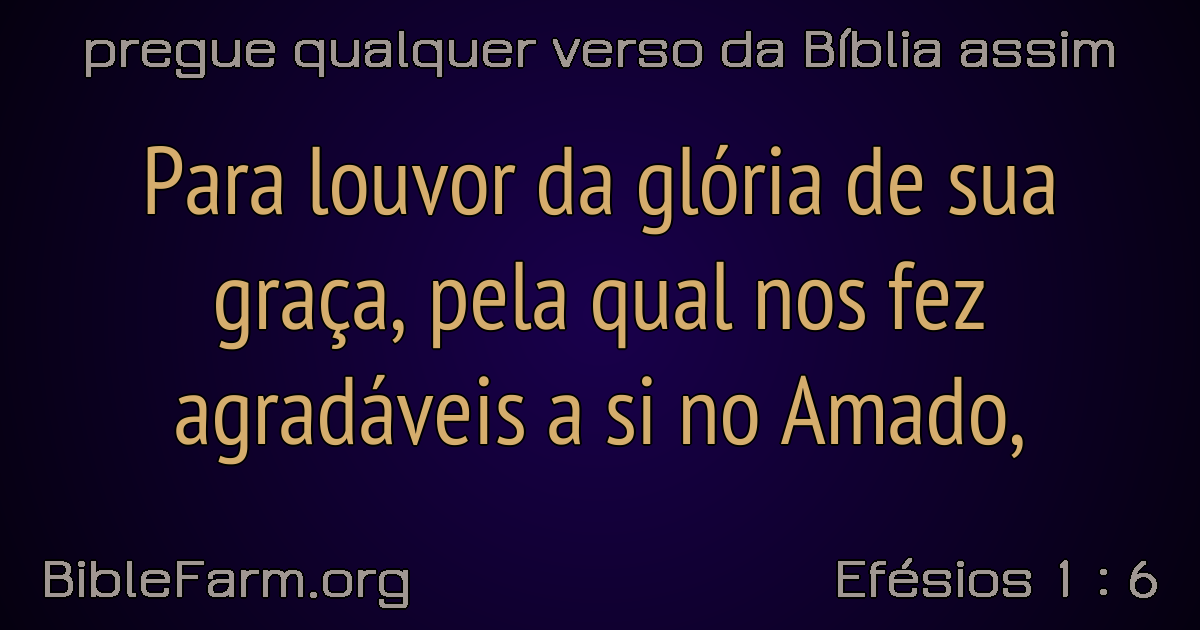 pregue qualquer verso da Bíblia assim
Para louvor da glória de sua
graça, pela qual nos fez
agradáveis a si no Amado,
BibleFarm.org
Efésios 1 : 6